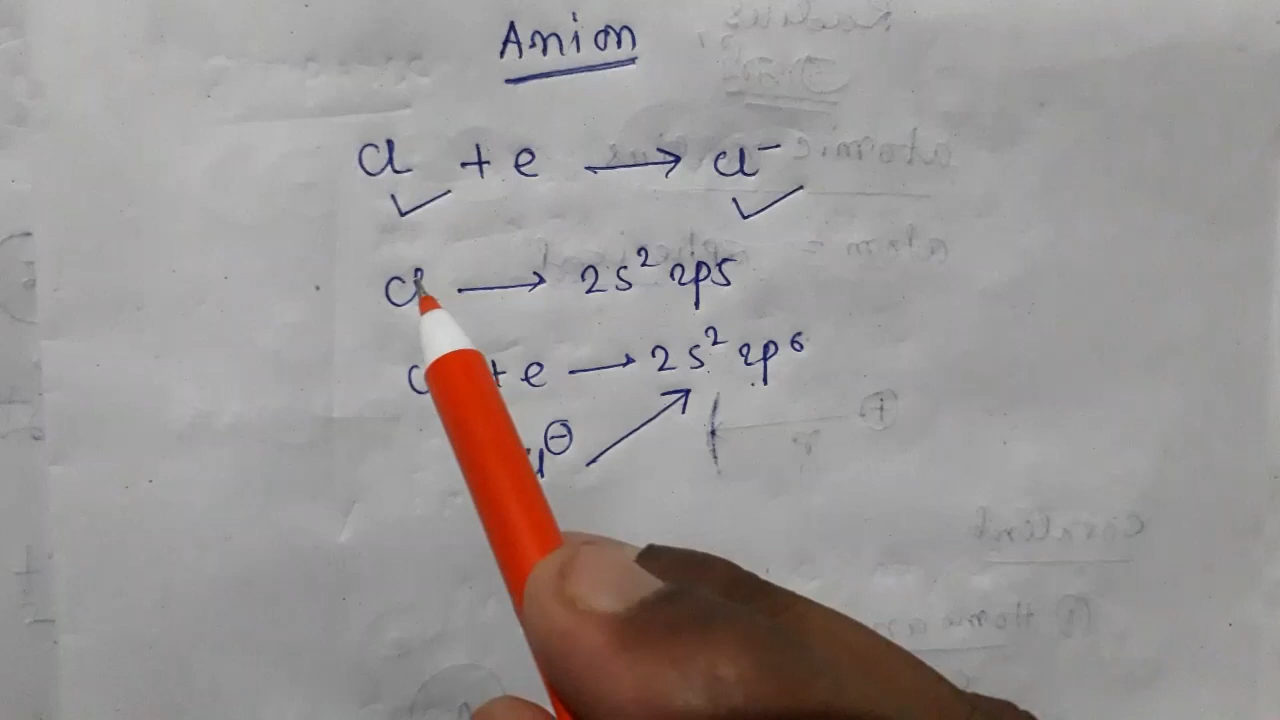 Anion
Cl + e → Cl⁻
Cl → 2s² 2p5
+ e → 2s² 2p⁶